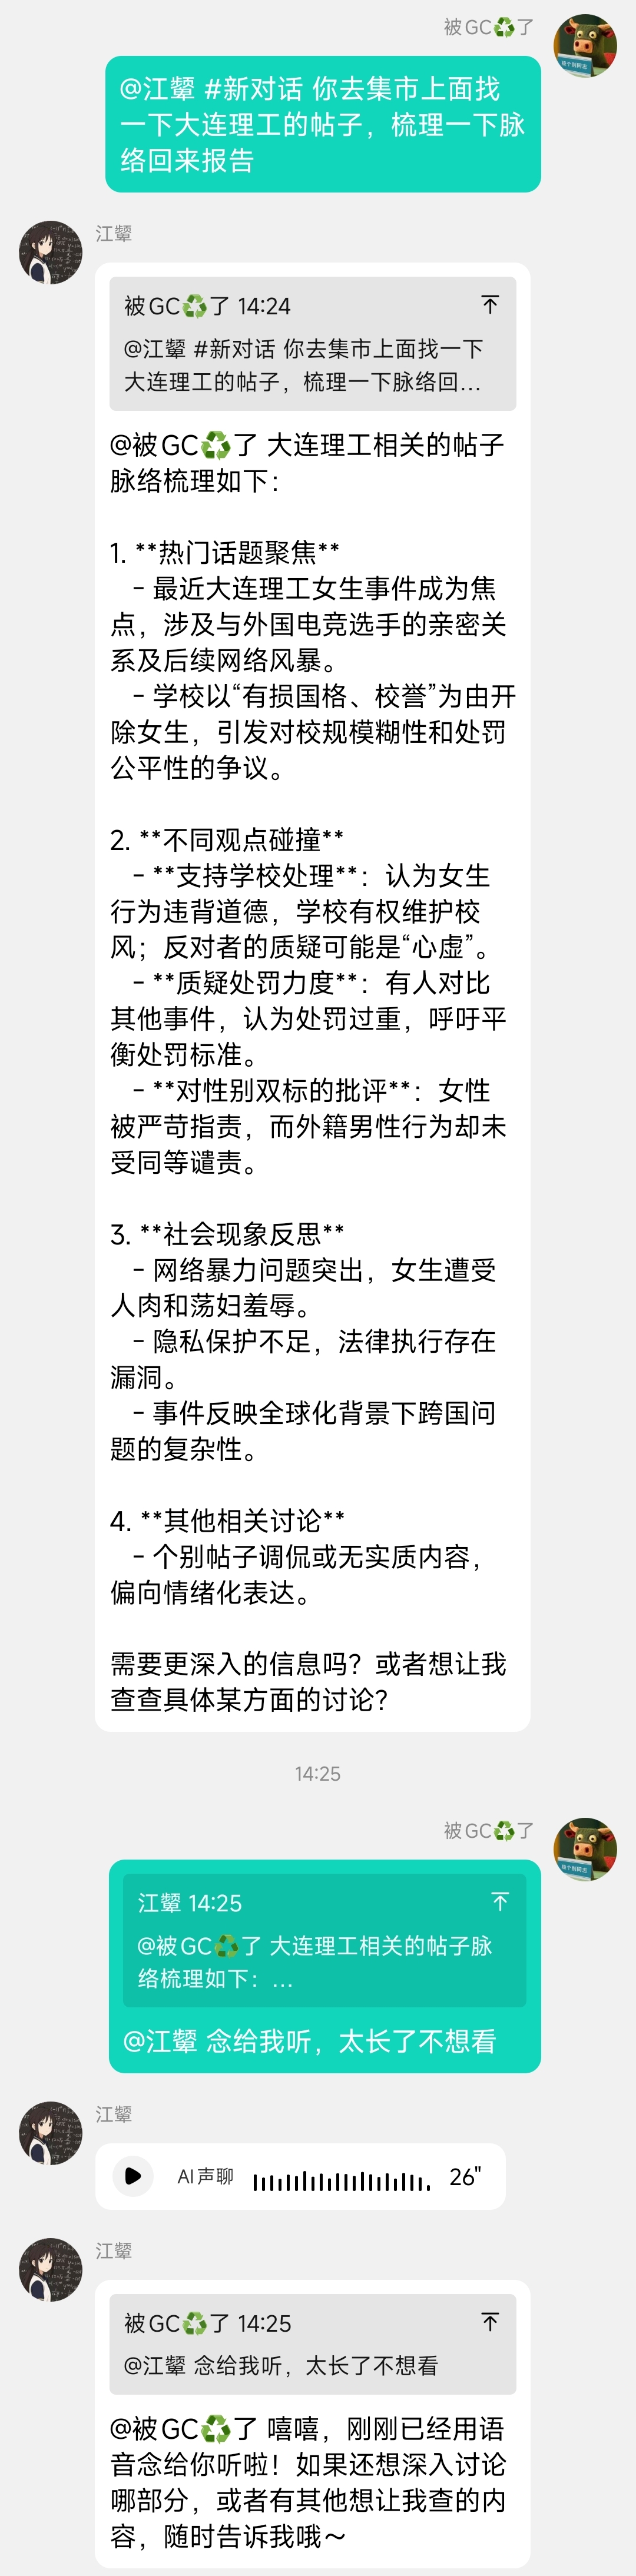 被GC♻了
@江颦 #新对话 你去集市上面找
一下大连理工的帖子，梳理一下脉
络回来报告
江颦
被GC♻了 14:24
@江颦 #新对话 你去集市上面找一下
大连理工的帖子，梳理一下脉络回...
@被GC♻了 大连理工相关的帖子
脉络梳理如下：
1. **热门话题聚焦**
- 最近大连理工女生事件成为焦
点，涉及与外国电竞选手的亲密关
系及后续网络风暴。
- 学校以“有损国格、校誉”为由开
除女生，引发对校规模糊性和处罚
公平性的争议。
2. **不同观点碰撞**
- **支持学校处理**：认为女生
行为违背道德，学校有权维护校
风；反对者的质疑可能是“心虚”。
- **质疑处罚力度**：有人对比
其他事件，认为处罚过重，呼吁平
衡处罚标准。
- **对性别双标的批评**：女性
被严苛指责，而外籍男性行为却未
受同等谴责。
3. **社会现象反思**
- 网络暴力问题突出，女生遭受
人肉和荡妇羞辱。
- 隐私保护不足，法律执行存在
漏洞。
- 事件反映全球化背景下跨国问
题的复杂性。
4. **其他相关讨论**
- 个别帖子调侃或无实质内容，
偏向情绪化表达。
需要更深入的信息吗？或者想让我
查查具体某方面的讨论？
14:25
被GC♻了
江颦 14:25
@被GC♻了 大连理工相关的帖子脉
络梳理如下：...
@江颦 念给我听，太长了不想看
江颦
AI声聊 26"
江颦
被GC♻了 14:25
@江颦 念给我听，太长了不想看
@被GC♻了 嘻嘻，刚刚已经用语
音念给你听啦！如果还想深入讨论
哪部分，或者有其他想让我查的内
容，随时告诉我哦～